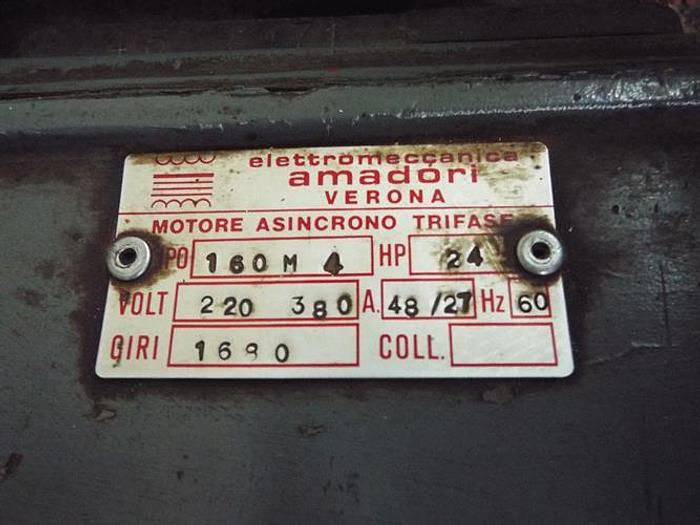 elettromeccanica
amadori
VERONA
MOTORE ASINCRONO TRIFASE
PO 160 M 4 HP 24
VOLT 220 380 A. 48/27 Hz 60
GIRI 1680 COLL.